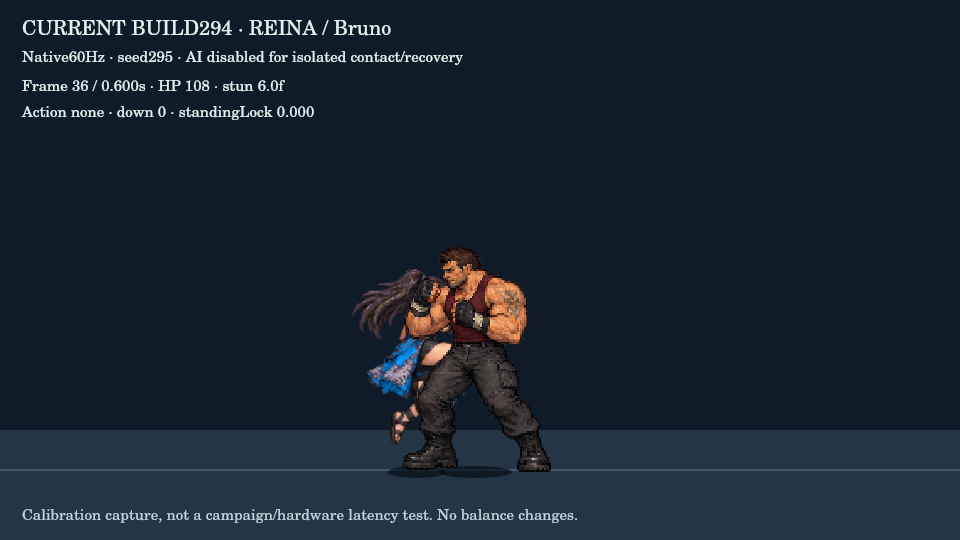 CURRENT BUILD294 · REINA / Bruno
Native60Hz · seed295 · AI disabled for isolated contact/recovery
Frame 36 / 0.600s · HP 108 · stun 6.0f
Action none · down 0 · standingLock 0.000
Calibration capture, not a campaign/hardware latency test. No balance changes.